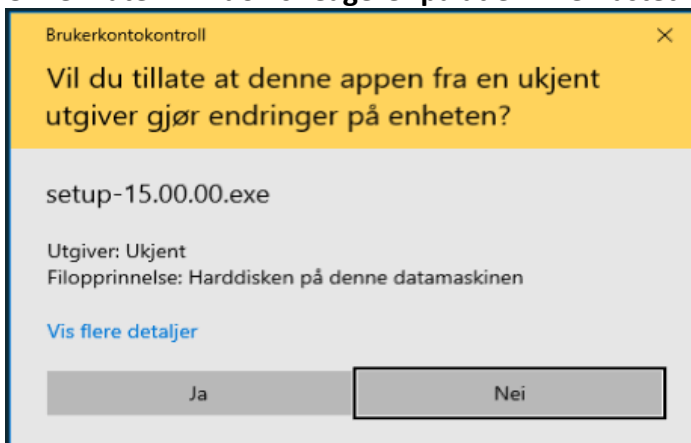 Brukerkontokontroll
Vil du tillate at denne appen fra en ukjent
utgiver gjør endringer på enheten?
setup-15.00.00.exe
Utgiver: Ukjent
Filopprinnelse: Harddisken på denne datamaskinen
Vis flere detaljer
Ja
Nei